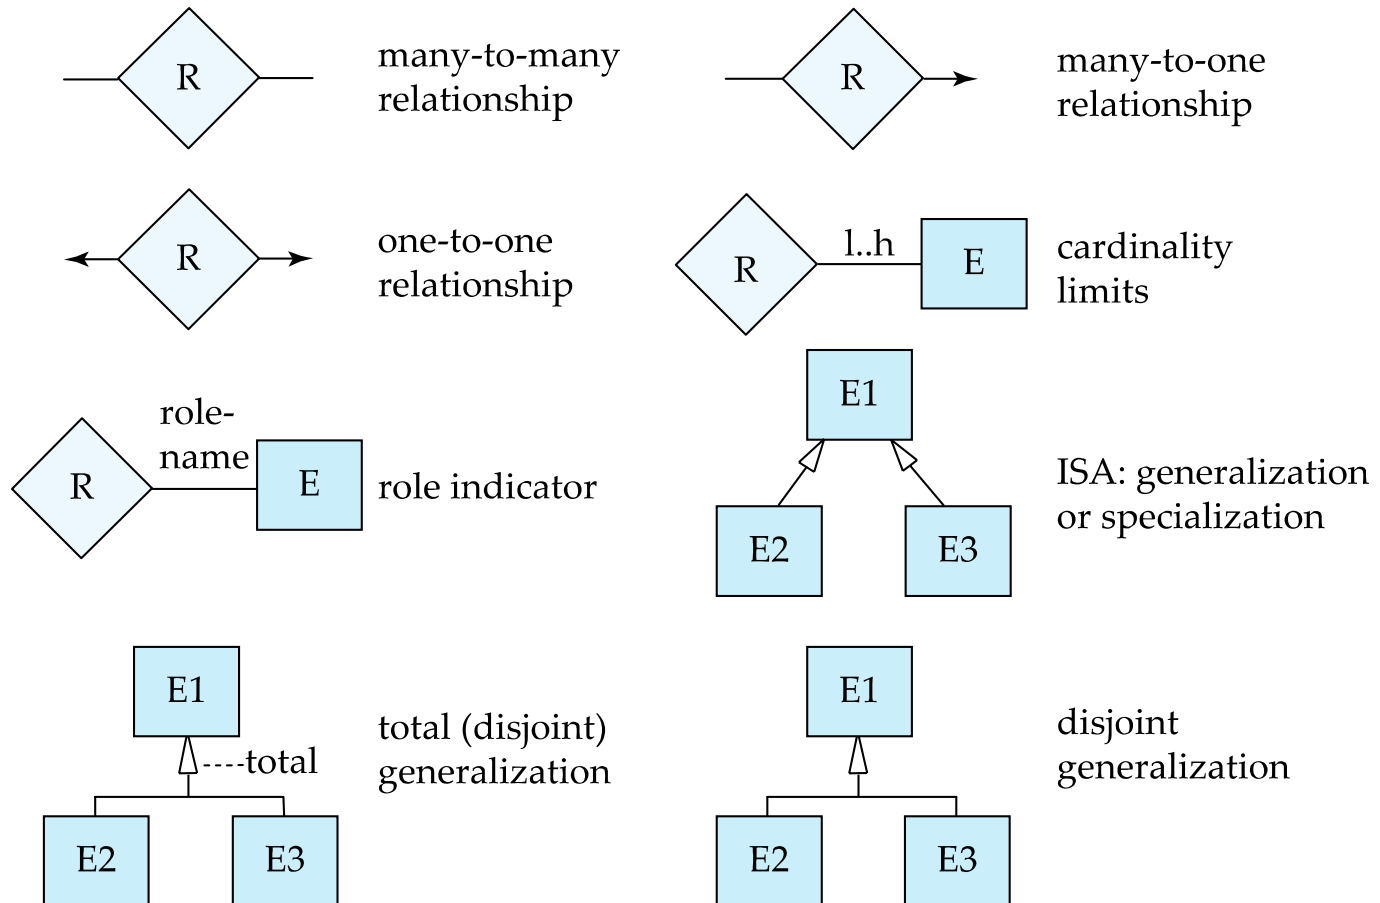 R
many-to-many
relationship
R
many-to-one
relationship
R
one-to-one
relationship
R
l..h
E
cardinality
limits
R
role-
name
E
role indicator
E1
E2
E3
ISA: generalization
or specialization
E1
----total
E2
E3
total (disjoint)
generalization
E1
E2
E3
disjoint
generalization